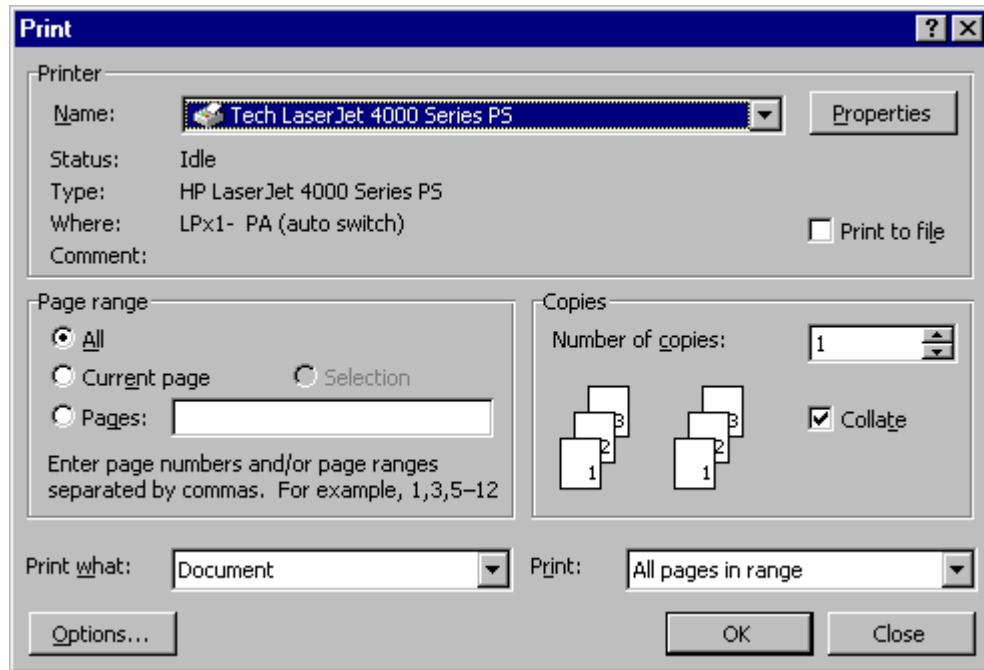 Print
Printer
Name: Tech LaserJet 4000 Series PS Properties
Status: Idle
Type: HP LaserJet 4000 Series PS
Where: LPx1- PA (auto switch)
Print to file
Comment:
Page range
All
Current page Selection
Pages:
Enter page numbers and/or page ranges
separated by commas. For example, 1,3,5–12
Copies
Number of copies: 1
3 3
2 2
1 1
Collate
Print what: Document Print: All pages in range
Options... OK Close